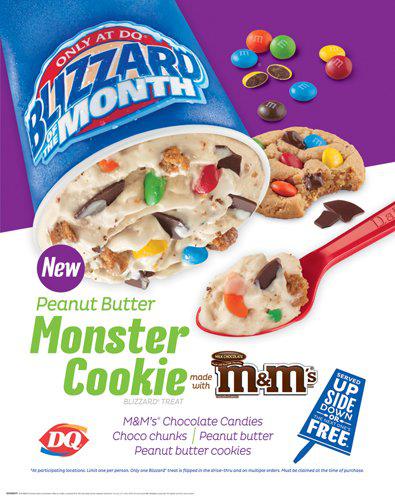 ONLY AT DQ®
BLIZZARD
OF THE MONTH
New
Peanut Butter
Monster
Cookie
BLIZZARD® TREAT
made
with
MILK CHOCOLATE
m&m's
M&M's® Chocolate Candies
Choco chunks | Peanut butter
Peanut butter cookies
DQ
SERVED
UPSIDE
DOWN
OR
THE NEXT ONE'S
FREE
*At participating locations. Limit one per person. Only one Blizzard® treat is flipped in the drive-thru and on multiple orders. Must be claimed at the time of purchase.